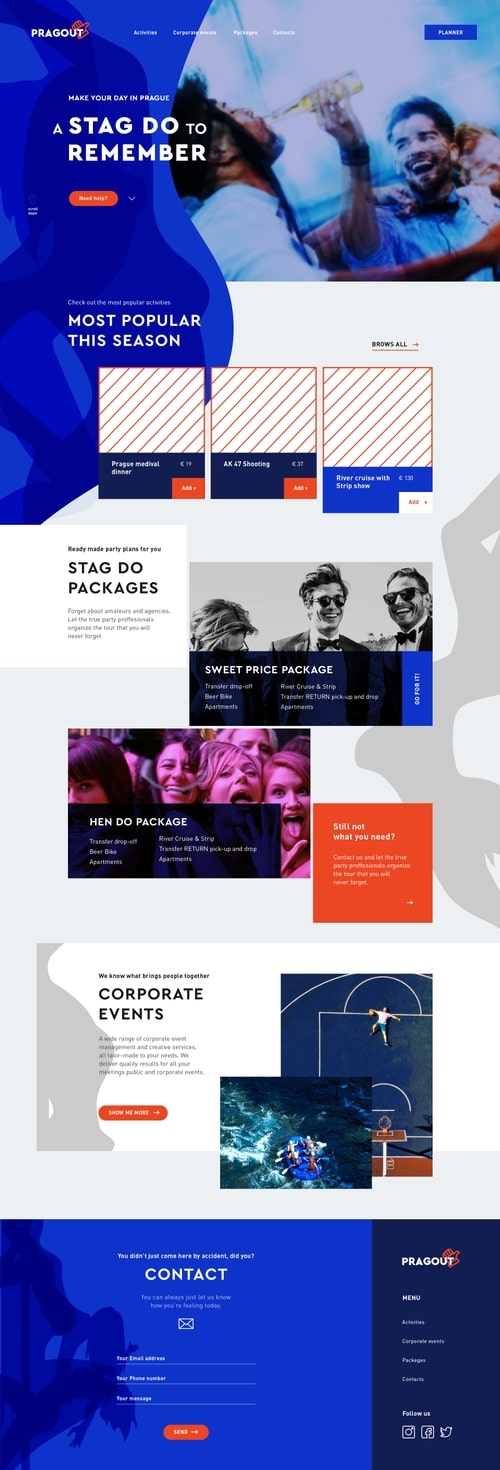 PRAGOUT
Activities
Corporate events
Packeges
Contacts
PLANNER
MAKE YOUR DAY IN PRAGUE
A STAG DO TO
REMEMBER
Need help?
scroll
down
Check out the most popular activities
MOST POPULAR
THIS SEASON
BROWS ALL
Prague medival
dinner
€ 19
Add +
AK 47 Shooting
€ 37
Add +
River cruise with
Strip show
€ 130
Add +
Ready made party plans for you
STAG DO
PACKAGES
Forget about amateurs and agencies.
Let the true party proffesionals
organize the tour that you will
never forget.
SWEET PRICE PACKAGE
Transfer drop-off
Beer Bike
Apartments
River Cruise & Strip
Transfer RETURN pick-up and drop
Apartments
GO FOR IT!
HEN DO PACKAGE
Transfer drop-off
Beer Bike
Apartments
River Cruise & Strip
Transfer RETURN pick-up and drop
Apartments
Still not
what you need?
Contact us and let the true
party proffesionals organize
the tour that you will
never forget.
We know what brings people together
CORPORATE
EVENTS
A wide range of corporate event
management and creative services,
all tailor-made to your needs. We
deliver quality results for all your
meetings public and corporate events.
SHOW ME MORE
You didn't just come here by accident, did you?
CONTACT
You can always just let us know
how you're feeling today.
Your Email address
Your Phone number
Your message
SEND
PRAGOUT
MENU
Activities
Corporate events
Packeges
Contacts
Follow us